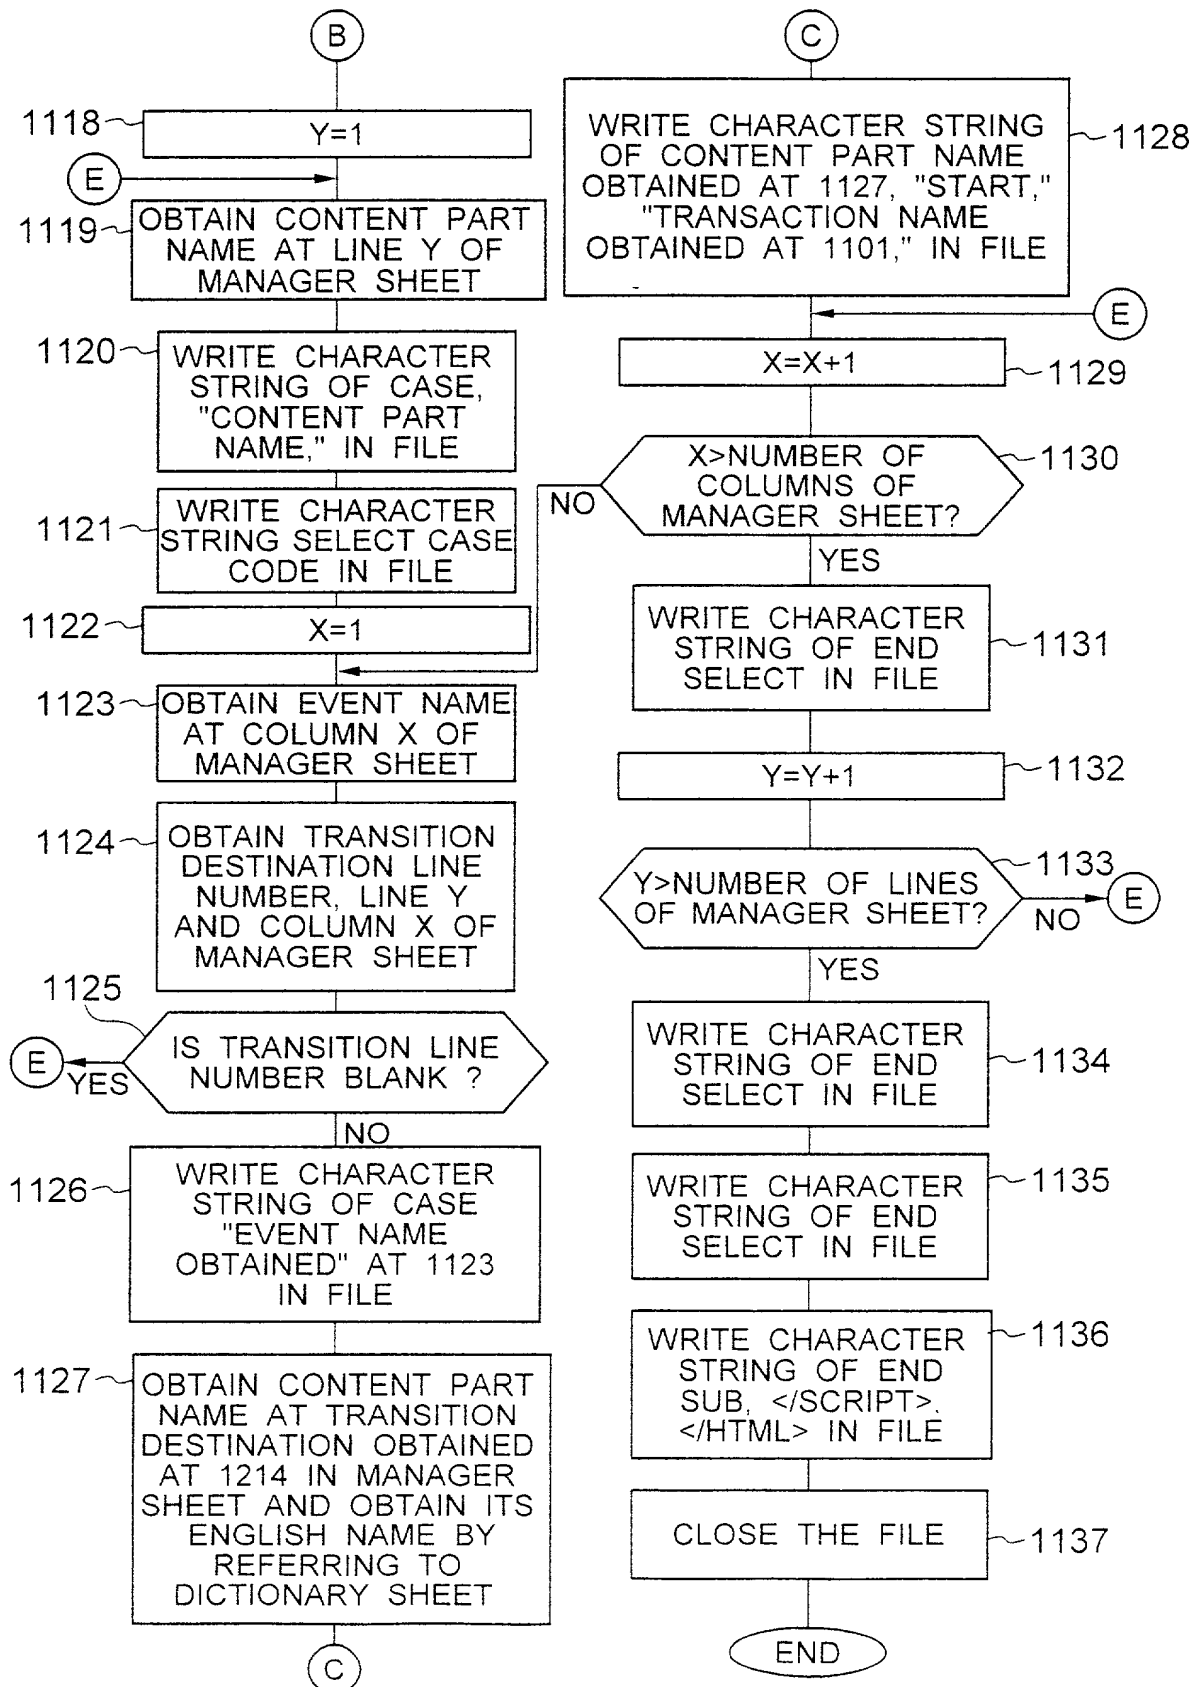 B
1118
Y=1
E
1119
OBTAIN CONTENT PART
NAME AT LINE Y OF
MANAGER SHEET
1120
WRITE CHARACTER
STRING OF CASE,
"CONTENT PART
NAME," IN FILE
1121
WRITE CHARACTER
STRING SELECT CASE
CODE IN FILE
1122
X=1
1123
OBTAIN EVENT NAME
AT COLUMN X OF
MANAGER SHEET
1124
OBTAIN TRANSITION
DESTINATION LINE
NUMBER, LINE Y
AND COLUMN X OF
MANAGER SHEET
1125
IS TRANSITION LINE
NUMBER BLANK ?
E
YES
NO
1126
WRITE CHARACTER
STRING OF CASE
"EVENT NAME
OBTAINED" AT 1123
IN FILE
1127
OBTAIN CONTENT PART
NAME AT TRANSITION
DESTINATION OBTAINED
AT 1214 IN MANAGER
SHEET AND OBTAIN ITS
ENGLISH NAME BY
REFERRING TO
DICTIONARY SHEET
C
C
WRITE CHARACTER STRING
OF CONTENT PART NAME
OBTAINED AT 1127, "START,"
"TRANSACTION NAME
OBTAINED AT 1101," IN FILE
1128
E
X=X+1
1129
X>NUMBER OF
COLUMNS OF
MANAGER SHEET?
1130
NO
YES
WRITE CHARACTER
STRING OF END
SELECT IN FILE
1131
Y=Y+1
1132
Y>NUMBER OF LINES
OF MANAGER SHEET?
1133
NO
E
YES
WRITE CHARACTER
STRING OF END
SELECT IN FILE
1134
WRITE CHARACTER
STRING OF END
SELECT IN FILE
1135
WRITE CHARACTER
STRING OF END
SUB, </SCRIPT>,
</HTML> IN FILE
1136
CLOSE THE FILE
1137
END